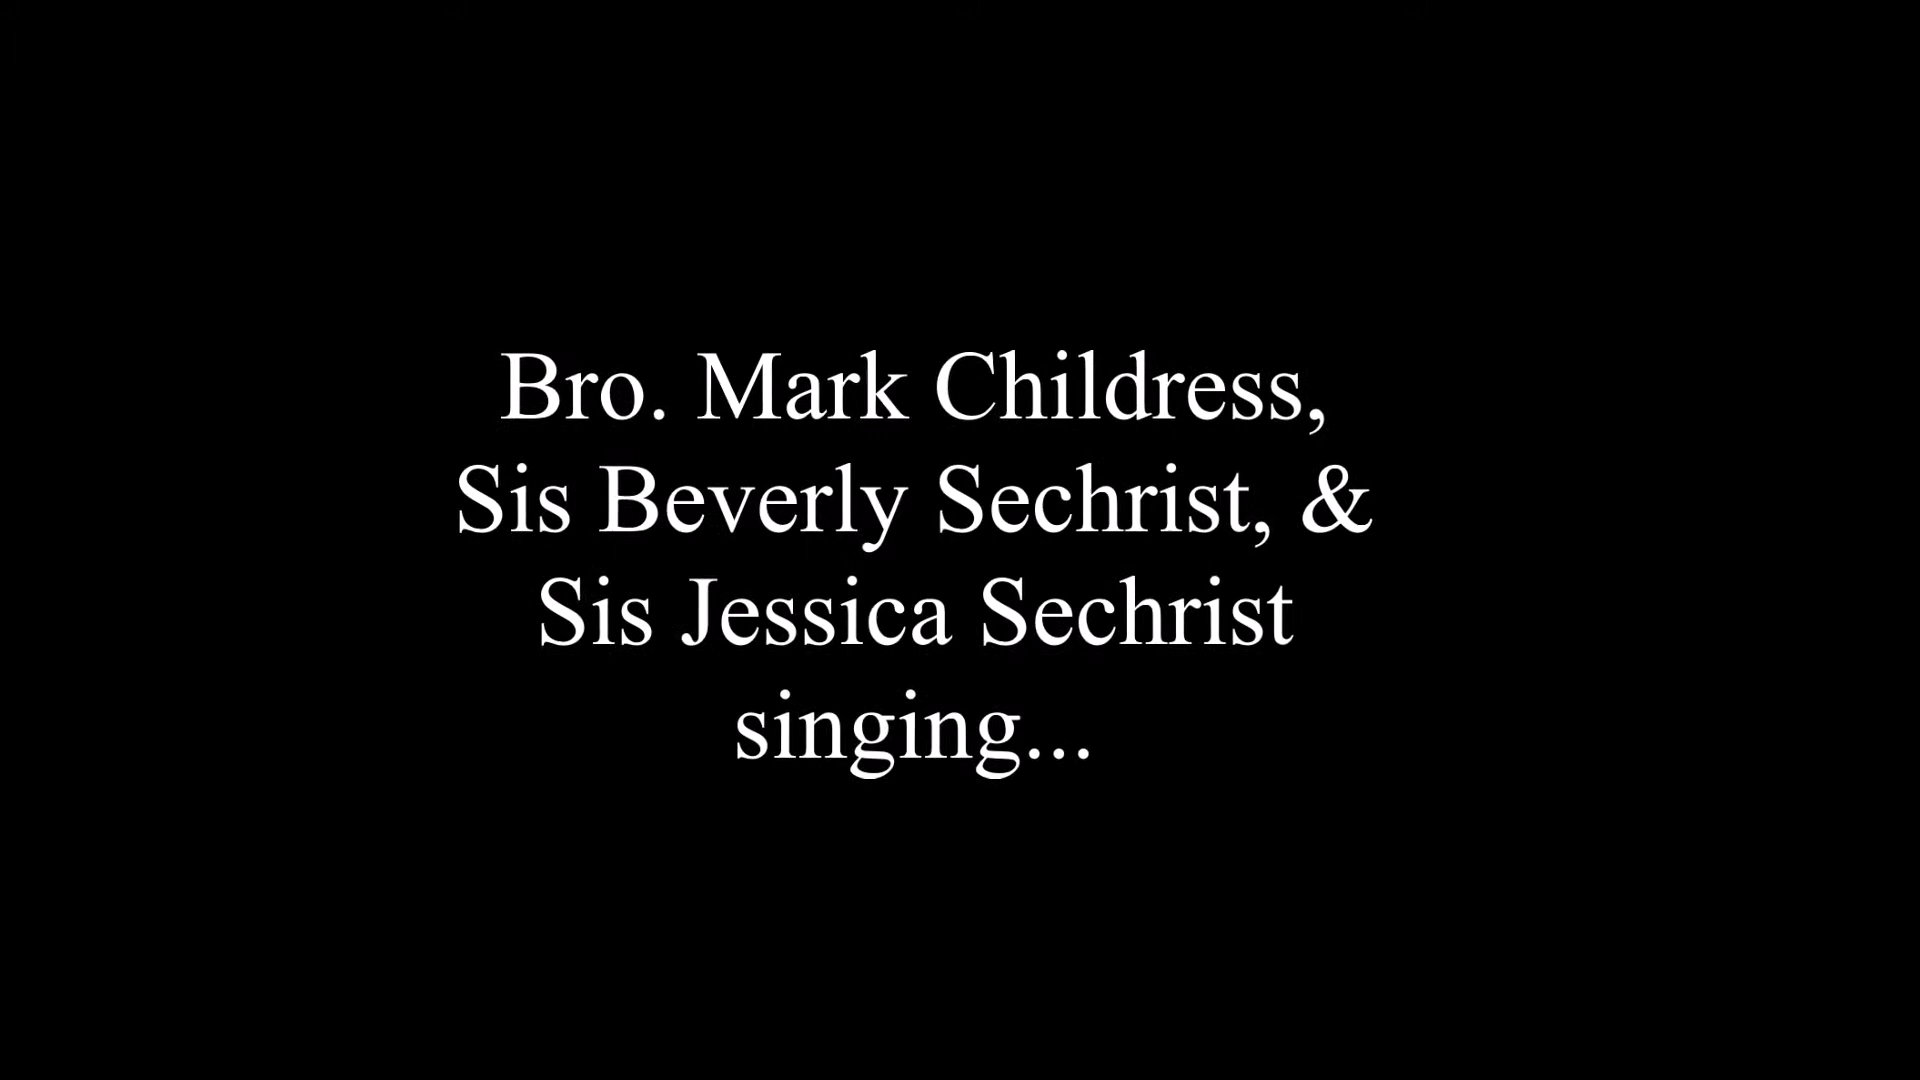 Bro. Mark Childress,
Sis Beverly Sechrist, &
Sis Jessica Sechrist
singing...